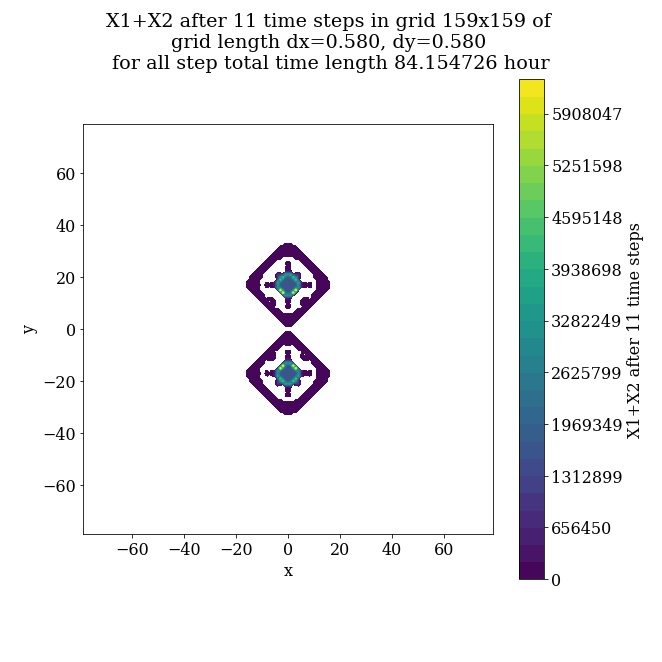 X1+X2 after 11 time steps in grid 159x159 of
grid length dx=0.580, dy=0.580
for all step total time length 84.154726 hour
5908047
5251598
4595148
3938698
3282249
2625799
1969349
1312899
656450
0
X1+X2 after 11 time steps
60
40
20
0
−20
−40
−60
y
−60 −40 −20 0 20 40 60
x